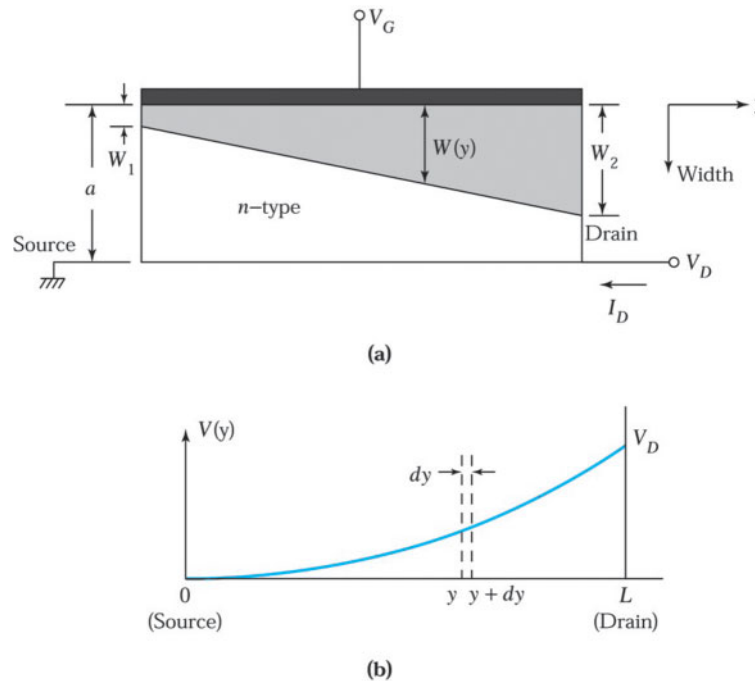 V_G
W_1
a
W(y)
W_2
Width
n–type
Source
Drain
V_D
I_D
(a)
V(y)
V_D
dy
0
y
y + dy
L
(Source)
(Drain)
(b)